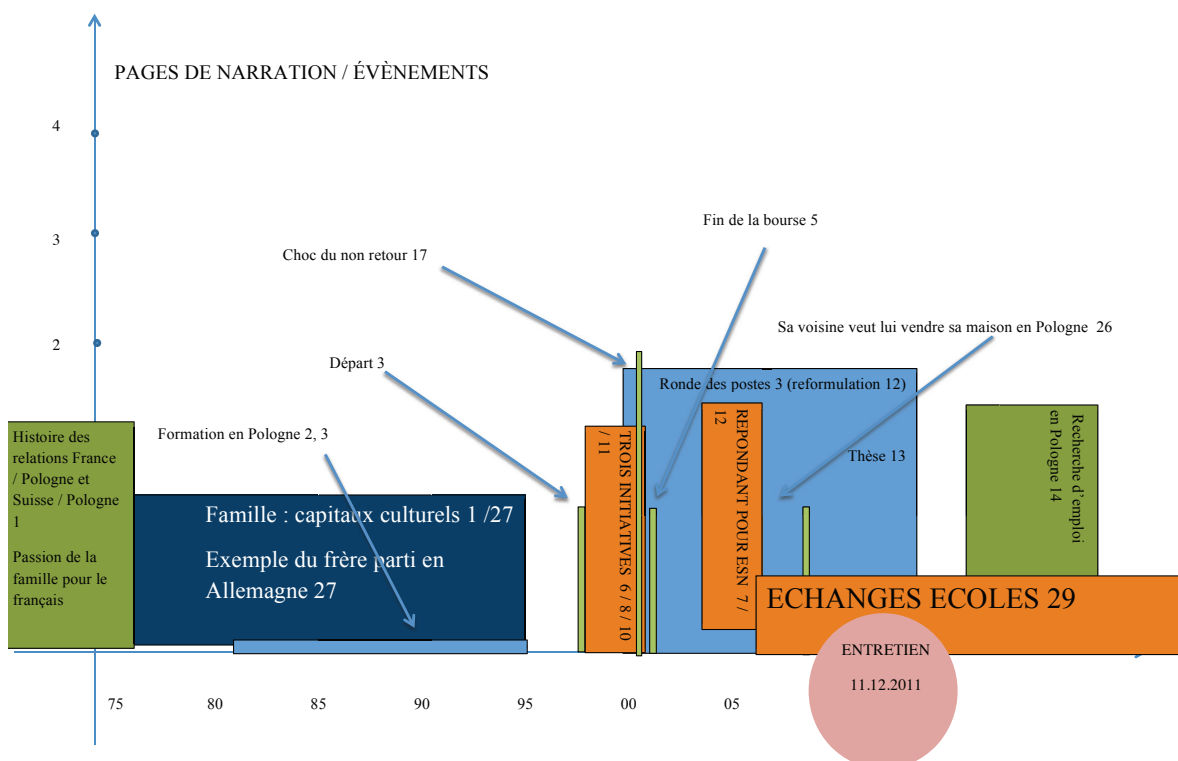 PAGES DE NARRATION / ÉVÈNEMENTS
4
3
2
Fin de la bourse 5
Choc du non retour 17
Sa voisine veut lui vendre sa maison en Pologne  26
Départ 3
Ronde des postes 3 (reformulation 12)
Formation en Pologne 2, 3
Histoire des
relations France
/ Pologne et
Suisse / Pologne
1
Passion de la
famille pour le
français
Famille : capitaux culturels 1 /27
Exemple du frère parti en
Allemagne 27
TROIS INITIATIVES  6 / 8 / 10
/ 11
REPONDANT POUR ESN  7 /
12
Thèse 13
Recherche d'emploi
en Pologne 14
ECHANGES ECOLES 29
ENTRETIEN
11.12.2011
75
80
85
90
95
00
05